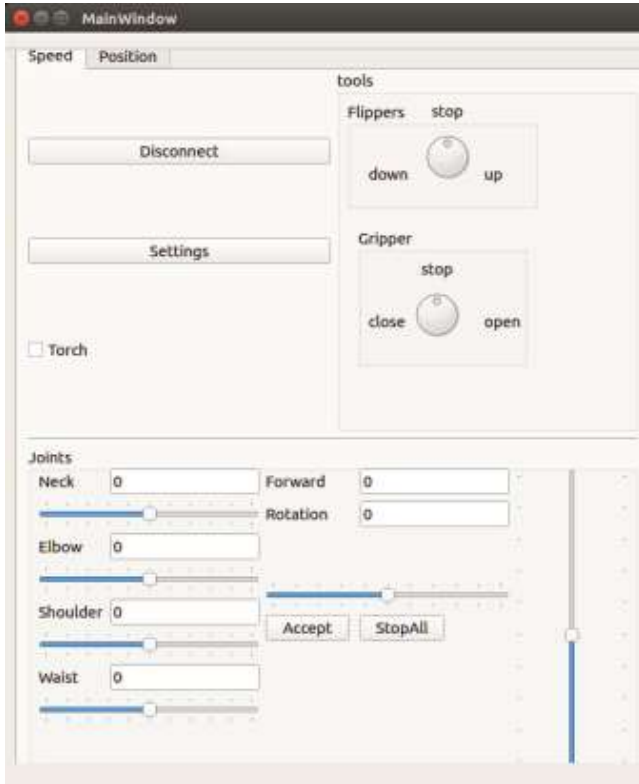 MainWindow
Speed Position
tools
Flippers stop
down up
Disconnect
Gripper
stop
Settings
close open
Torch
Joints
Neck 0 Forward 0
Rotation 0
Elbow 0
Shoulder 0
Accept StopAll
Waist 0